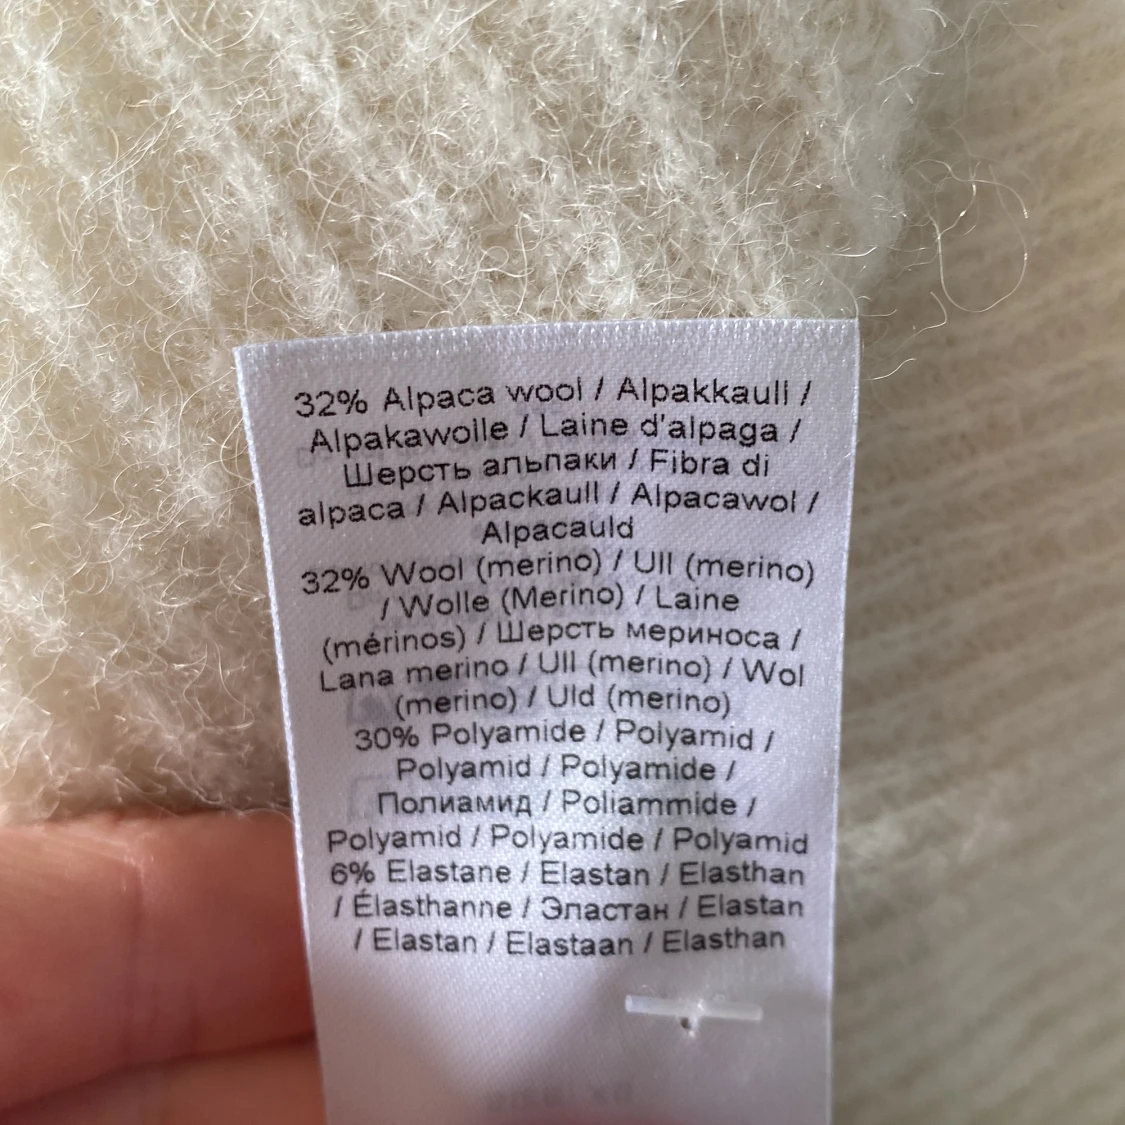 32% Alpaca wool / Alpakkaull /
Alpakawolle / Laine d'alpaga /
Шерсть альпаки / Fibra di
alpaca / Alpackaull / Alpacawol /
Alpacauld
32% Wool (merino) / Ull (merino)
/ Wolle (Merino) / Laine
(mérinos) / Шерсть мериноса /
Lana merino / Ull (merino) / Wol
(merino) / Uld (merino)
30% Polyamide / Polyamid /
Polyamid / Polyamide /
Полиамид / Poliammide /
Polyamid / Polyamide / Polyamid
6% Elastane / Elastan / Elasthan
/ Élasthanne / Эластан / Elastan
/ Elastan / Elastaan / Elasthan